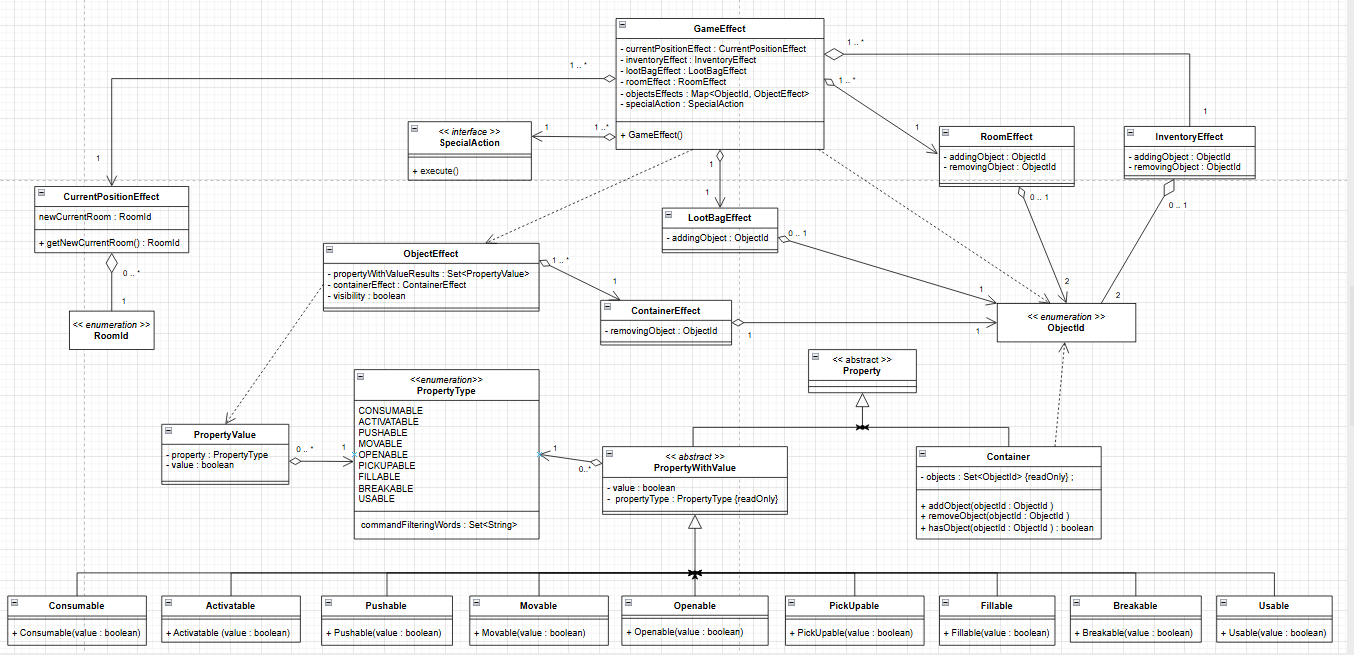 GameEffect
- currentPositionEffect : CurrentPositionEffect
- inventoryEffect : InventoryEffect
- lootBagEffect : LootBagEffect
- roomEffect : RoomEffect
- objectsEffects : Map<ObjectId, ObjectEffect>
- specialAction : SpecialAction
+ GameEffect()
1 .. *
1 .. *
1 .. *
1 .. *
1
1
1
1
1
1
<< interface >>
SpecialAction
+ execute()
RoomEffect
- addingObject : ObjectId
- removingObject : ObjectId
0 .. 1
InventoryEffect
- addingObject : ObjectId
- removingObject : ObjectId
0 .. 1
CurrentPositionEffect
newCurrentRoom : RoomId
+ getNewCurrentRoom() : RoomId
0 .. *
1
<< enumeration >>
RoomId
LootBagEffect
- addingObject : ObjectId
0 .. 1
1
2
2
ObjectEffect
- propertyWithValueResults : Set<PropertyValue>
- containerEffect : ContainerEffect
- visibility : boolean
1 .. *
1
ContainerEffect
- removingObject : ObjectId
1
1
<< enumeration >>
ObjectId
<< abstract >>
Property
<<enumeration>>
PropertyType
CONSUMABLE
ACTIVATABLE
PUSHABLE
MOVABLE
OPENABLE
PICKUPABLE
FILLABLE
BREAKABLE
USABLE
commandFilteringWords : Set<String>
PropertyValue
- property : PropertyType
- value : boolean
0 .. *
1
1
0..*
<< abstract >>
PropertyWithValue
- value : boolean
- propertyType : PropertyType {readOnly}
Container
- objects : Set<ObjectId> {readOnly} ;
+ addObject(objectId : ObjectId )
+ removeObject(objectId : ObjectId )
+ hasObject(objectId : ObjectId ) : boolean
Consumable
+ Consumable(value : boolean)
Activatable
+ Activatable (value : boolean)
Pushable
+ Pushable(value : boolean)
Movable
+ Movable(value : boolean)
Openable
+ Openable(value : boolean)
PickUpable
+ PickUpable(value : boolean)
Fillable
+ Fillable(value : boolean)
Breakable
+ Breakable(value : boolean)
Usable
+ Usable(value : boolean)